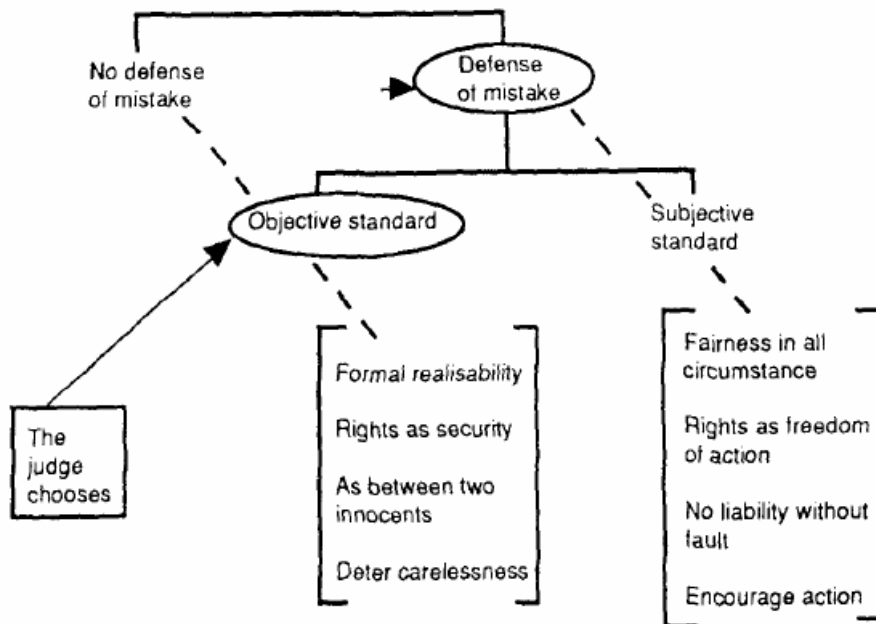 No defense
of mistake
Defense
of mistake
Objective standard
Subjective
standard
The
judge
chooses
Formal realisability
Rights as security
As between two
innocents
Deter carelessness
Fairness in all
circumstance
Rights as freedom
of action
No liability without
fault
Encourage action